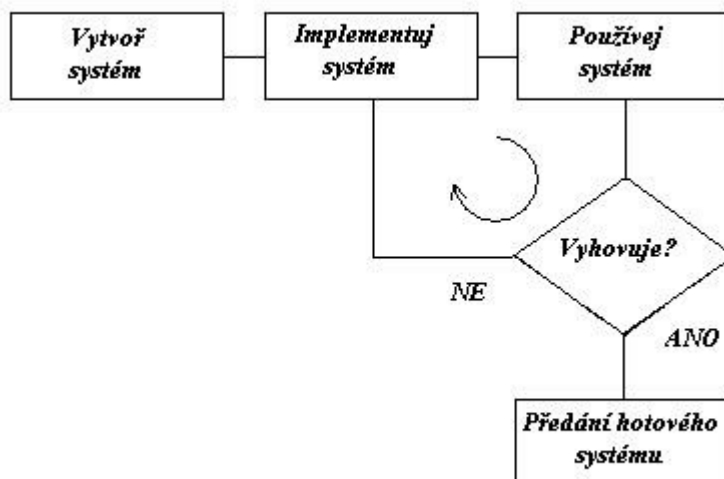 Vytvoř
systém
Implementuj
systém
Používej
systém
Vyhovuje?
NE
ANO
Předání hotového
systému